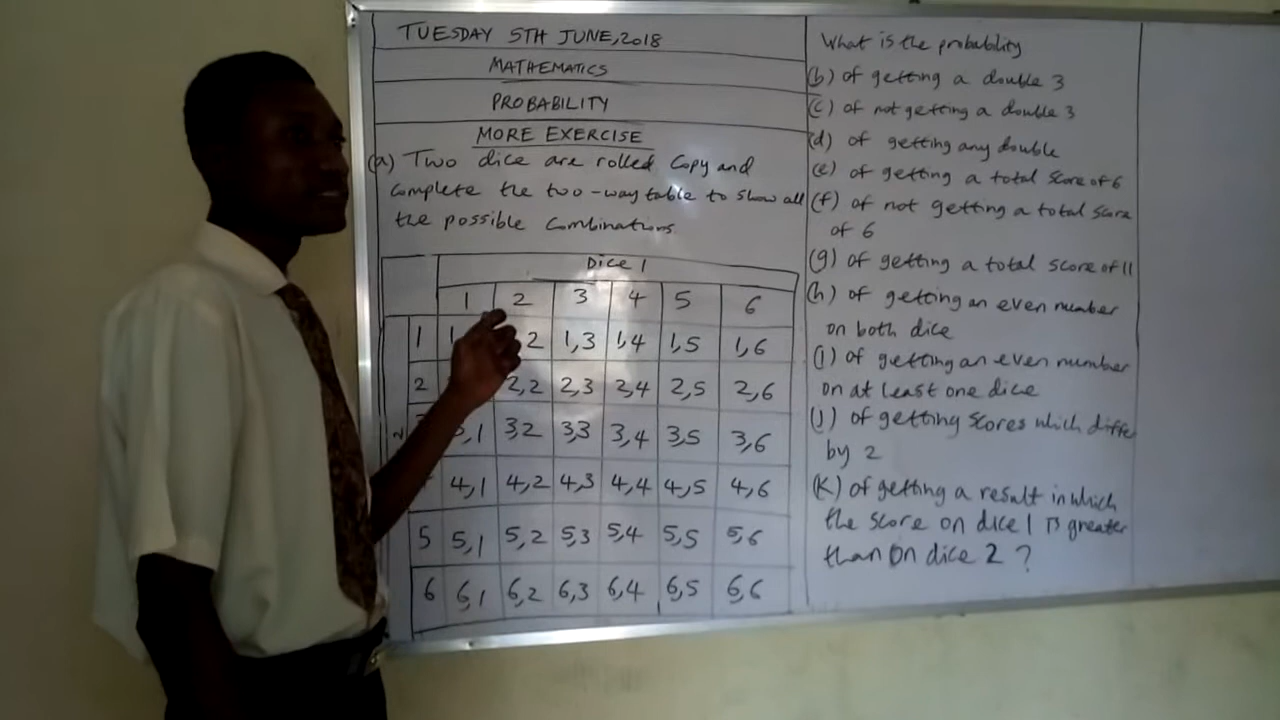 TUESDAY 5TH JUNE, 2018
MATHEMATICS
PROBABILITY
MORE EXERCISE
(a) Two dice are rolled Copy and
complete the two-way table to show all
the possible Combinations
Dice 1
1 2 3 4 5 6
1 2 1,3 1,4 1,5 1,6
2 2,2 2,3 2,4 2,5 2,6
3,1 3,2 3,3 3,4 3,5 3,6
4,1 4,2 4,3 4,4 4,5 4,6
5 5,1 5,2 5,3 5,4 5,5 5,6
6 6,1 6,2 6,3 6,4 6,5 6,6
What is the probability
(b) of getting a double 3
(c) of not getting a double 3
(d) of getting any double
(e) of getting a total score of 6
(f) of not getting a total score
of 6
(g) of getting a total score of 11
(h) of getting an even number
on both dice
(i) of getting an even number
on at least one dice
(j) of getting scores which differ
by 2
(k) of getting a result in which
the score on dice 1 is greater
than on dice 2 ?